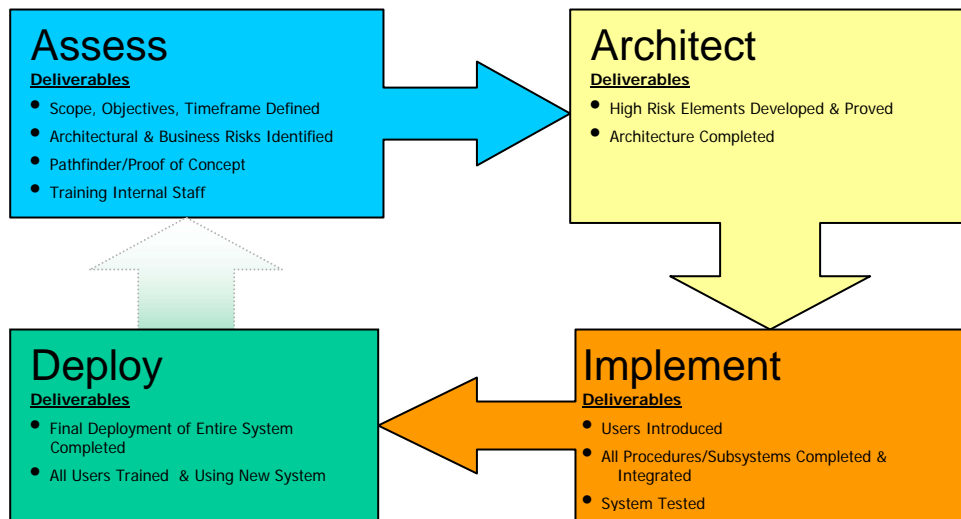 Assess
Deliverables
• Scope, Objectives, Timeframe Defined
• Architectural & Business Risks Identified
• Pathfinder/Proof of Concept
• Training Internal Staff
Architect
Deliverables
• High Risk Elements Developed & Proved
• Architecture Completed
Deploy
Deliverables
• Final Deployment of Entire System
Completed
• All Users Trained & Using New System
Implement
Deliverables
• Users Introduced
• All Procedures/Subsystems Completed &
Integrated
• System Tested